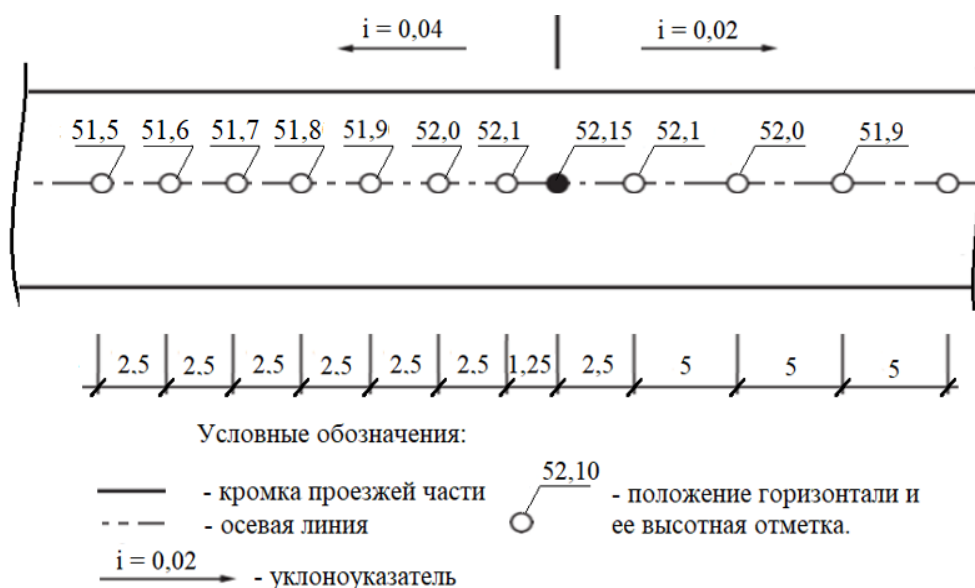 i = 0,04 i = 0,02
51,5 51,6 51,7 51,8 51,9 52,0 52,1 52,15 52,1 52,0 51,9
2.5 2.5 2.5 2.5 2.5 2.5 1,25 2,5 5 5 5
Условные обозначения:
- кромка проезжей части
- осевая линия
i = 0,02
- уклоноуказатель
52,10
- положение горизонтали и
ее высотная отметка.